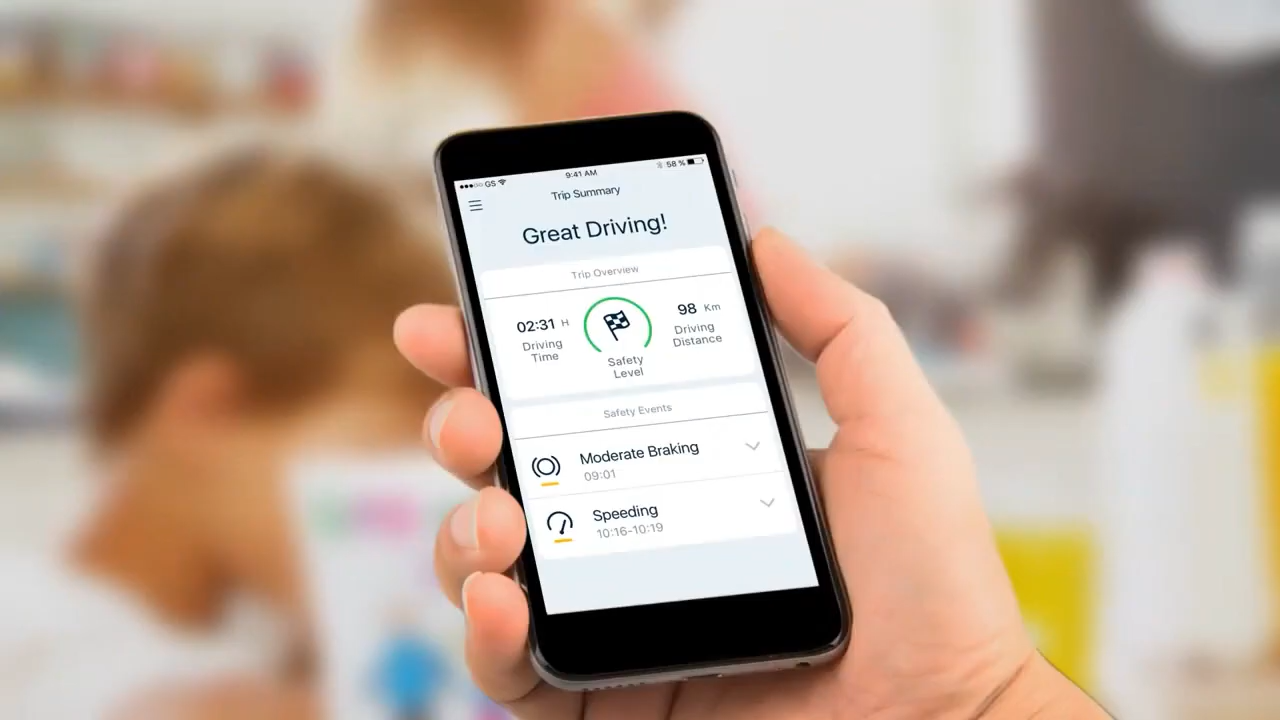 GS 9:41 AM 58 %
Trip Summary
Great Driving!
Trip Overview
02:31 H
Driving
Time
Safety
Level
98 Km
Driving
Distance
Safety Events
Moderate Braking
09:01
Speeding
10:16-10:19